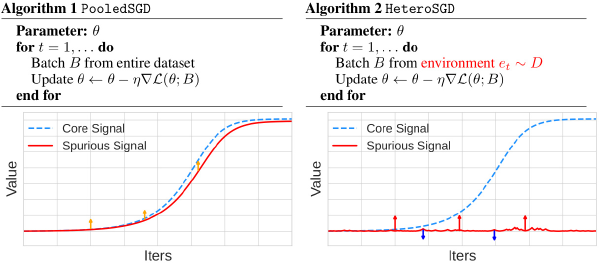 Algorithm 1 PooledSGD
Parameter: θ
for t = 1, . . . do
Batch B from entire dataset
Update θ ← θ − η∇ℒ(θ; B)
end for
Core Signal
Spurious Signal
Value
Iters
Algorithm 2 HeteroSGD
Parameter: θ
for t = 1, . . . do
Batch B from environment eₜ ∼ D
Update θ ← θ − η∇ℒ(θ; B)
end for
Core Signal
Spurious Signal
Value
Iters